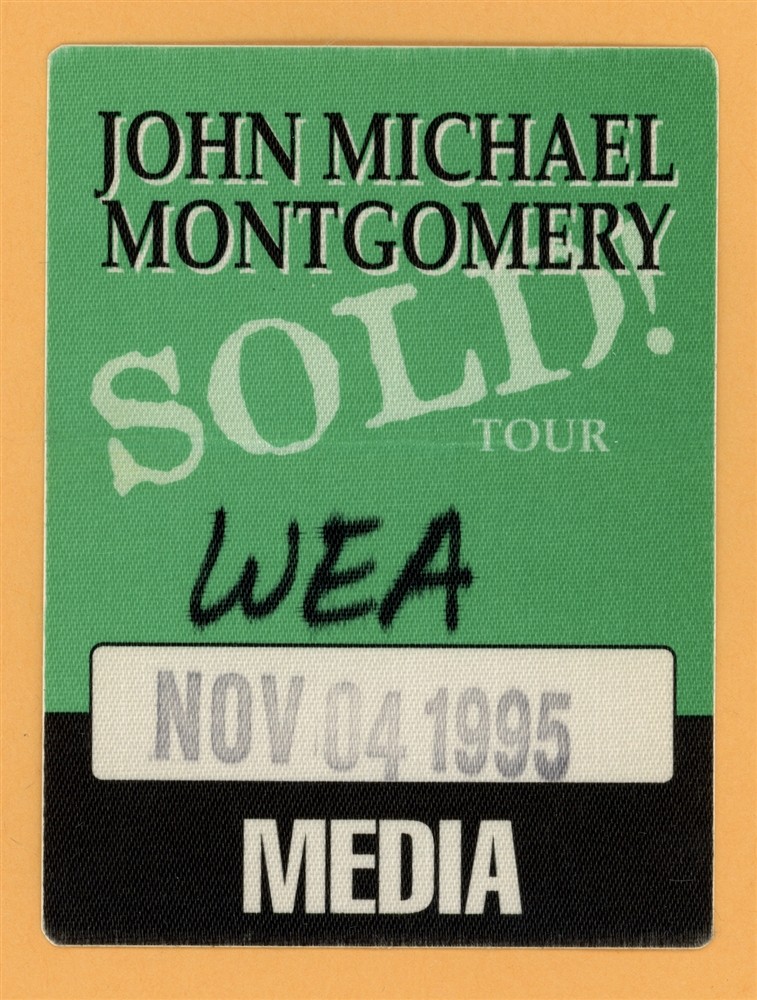 JOHN MICHAEL
MONTGOMERY
SOLD!
TOUR
WEA
NOV 04 1995
MEDIA